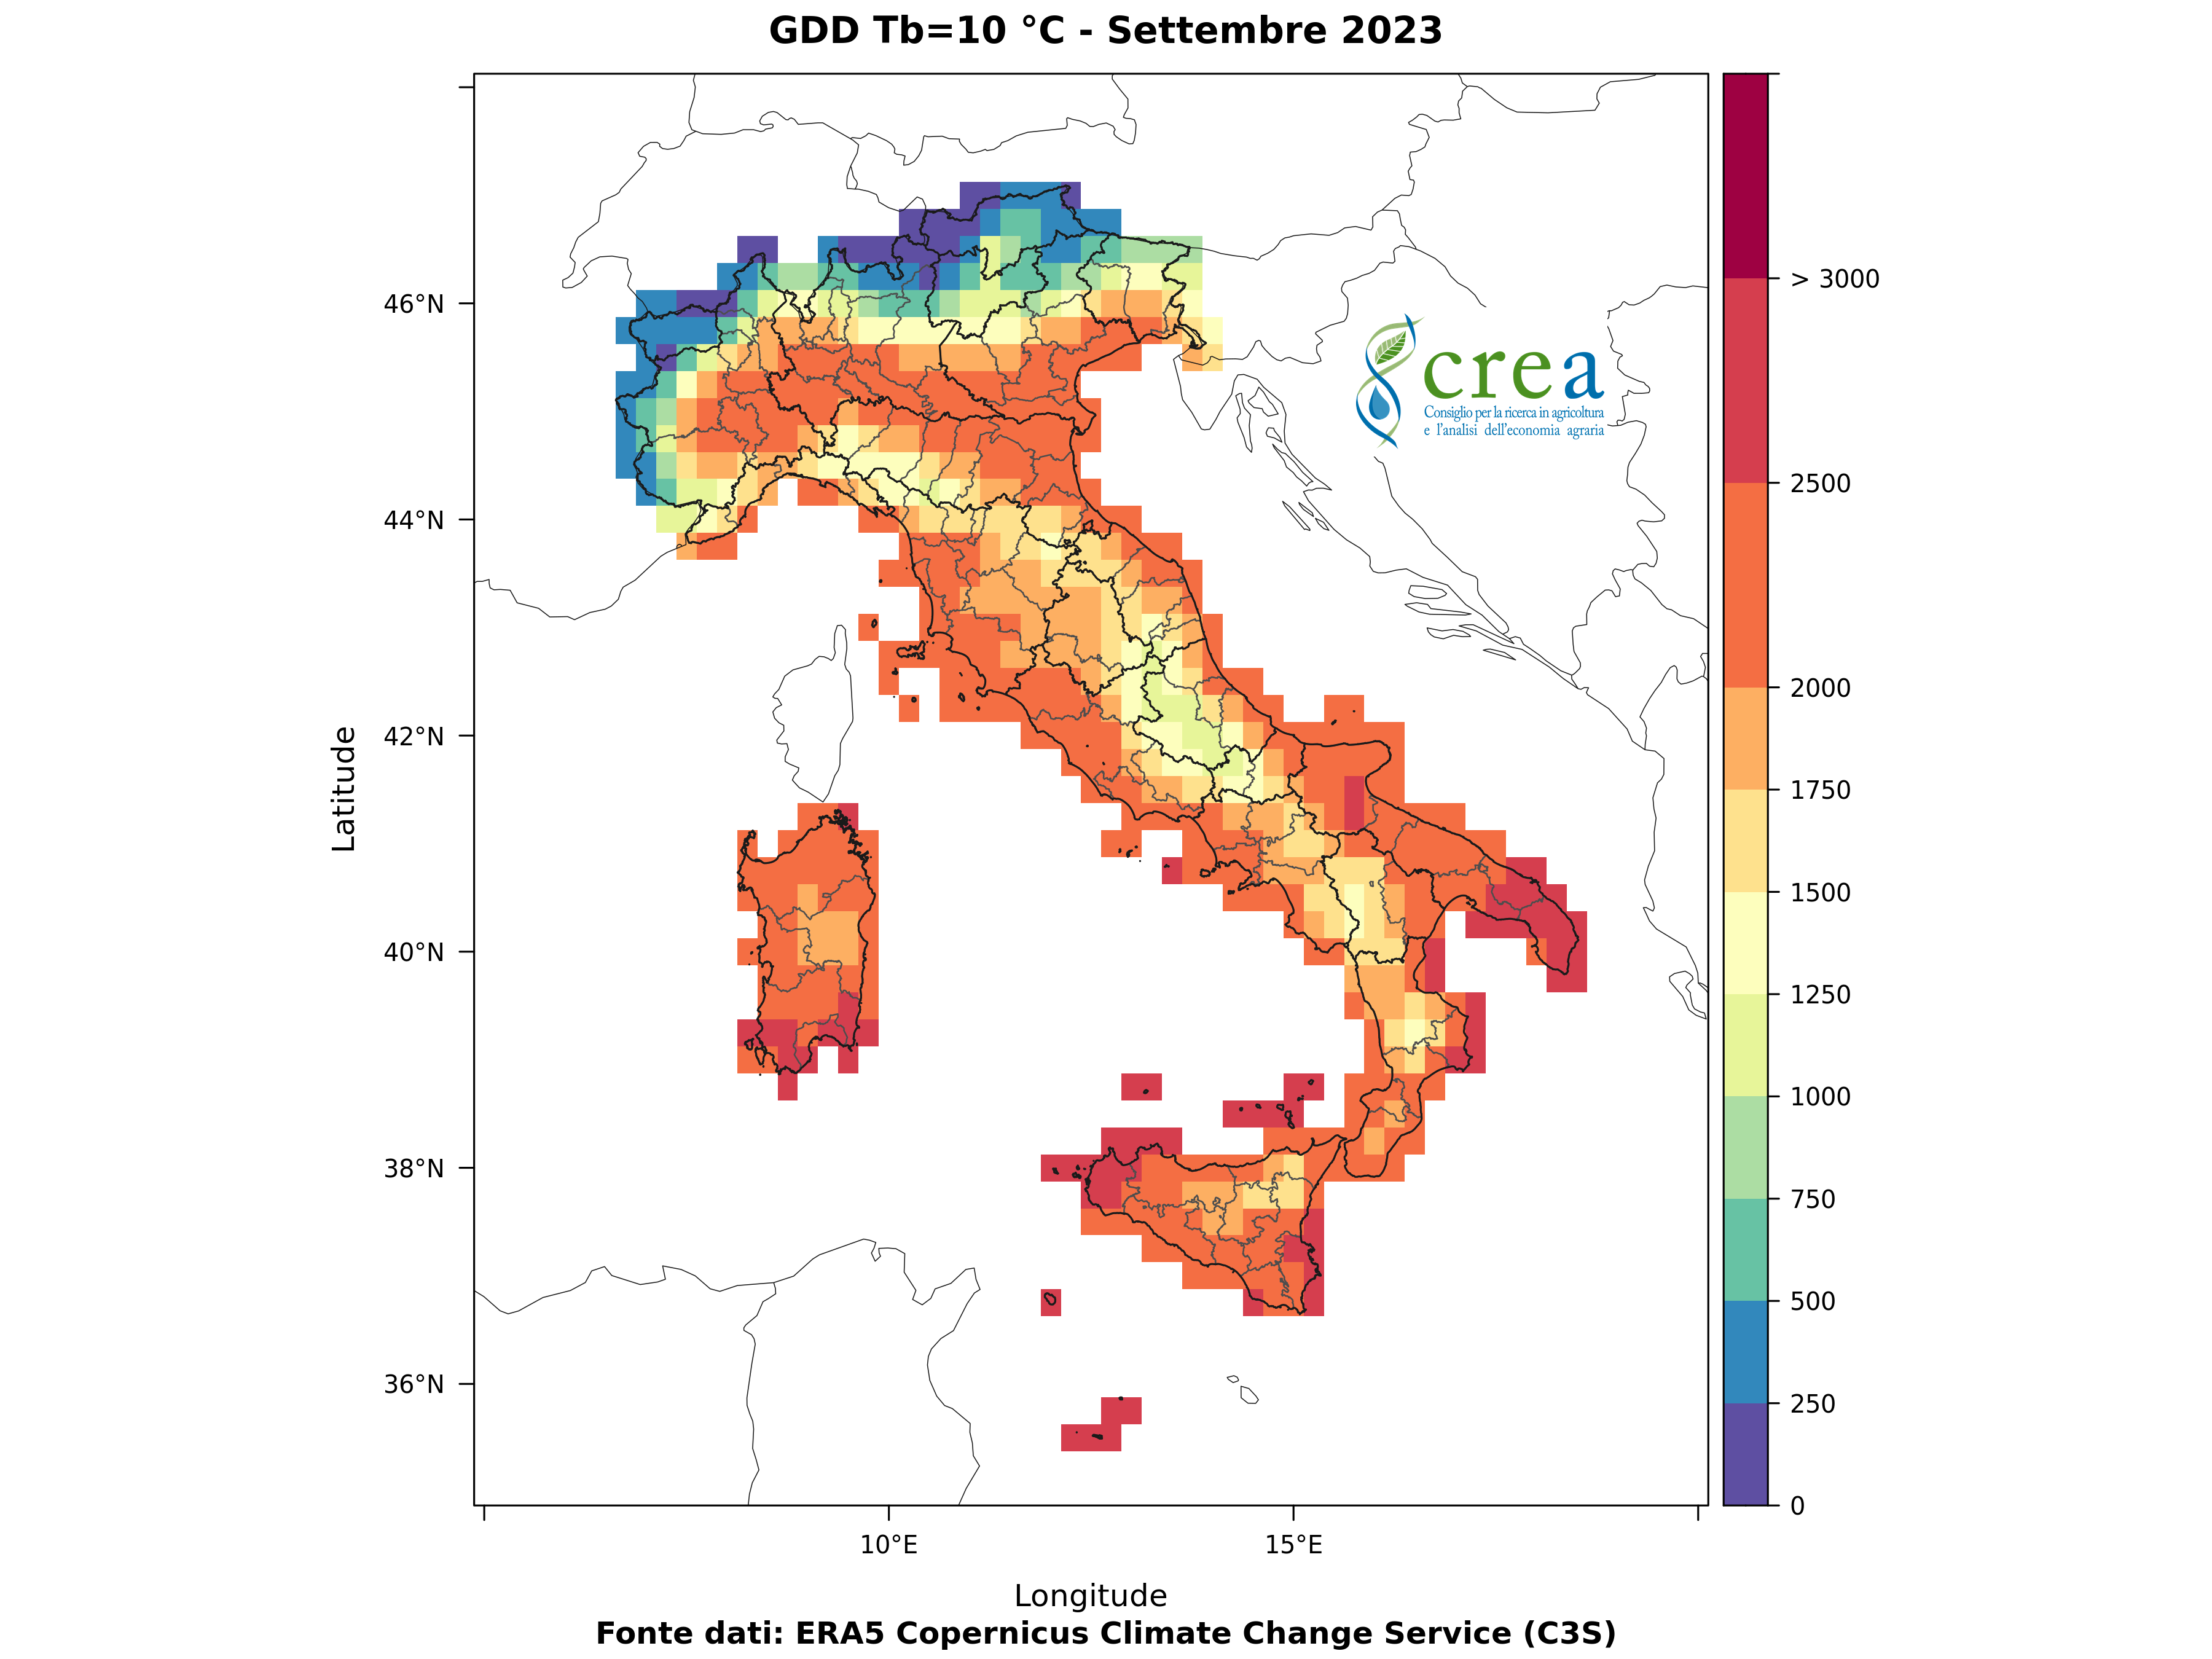 GDD Tb=10 °C - Settembre 2023
crea
Consiglio per la ricerca in agricoltura
e l'analisi dell'economia agraria
> 3000
2500
2000
1750
1500
1250
1000
750
500
250
0
Latitude
46°N
44°N
42°N
40°N
38°N
36°N
10°E
15°E
Longitude
Fonte dati: ERA5 Copernicus Climate Change Service (C3S)